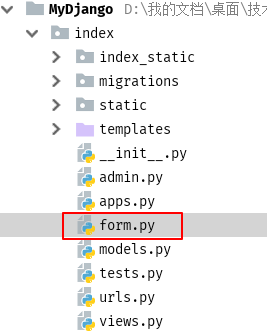 MyDjango D:\我的文档\桌面\技
index
index_static
migrations
static
templates
__init__.py
admin.py
apps.py
form.py
models.py
tests.py
urls.py
views.py